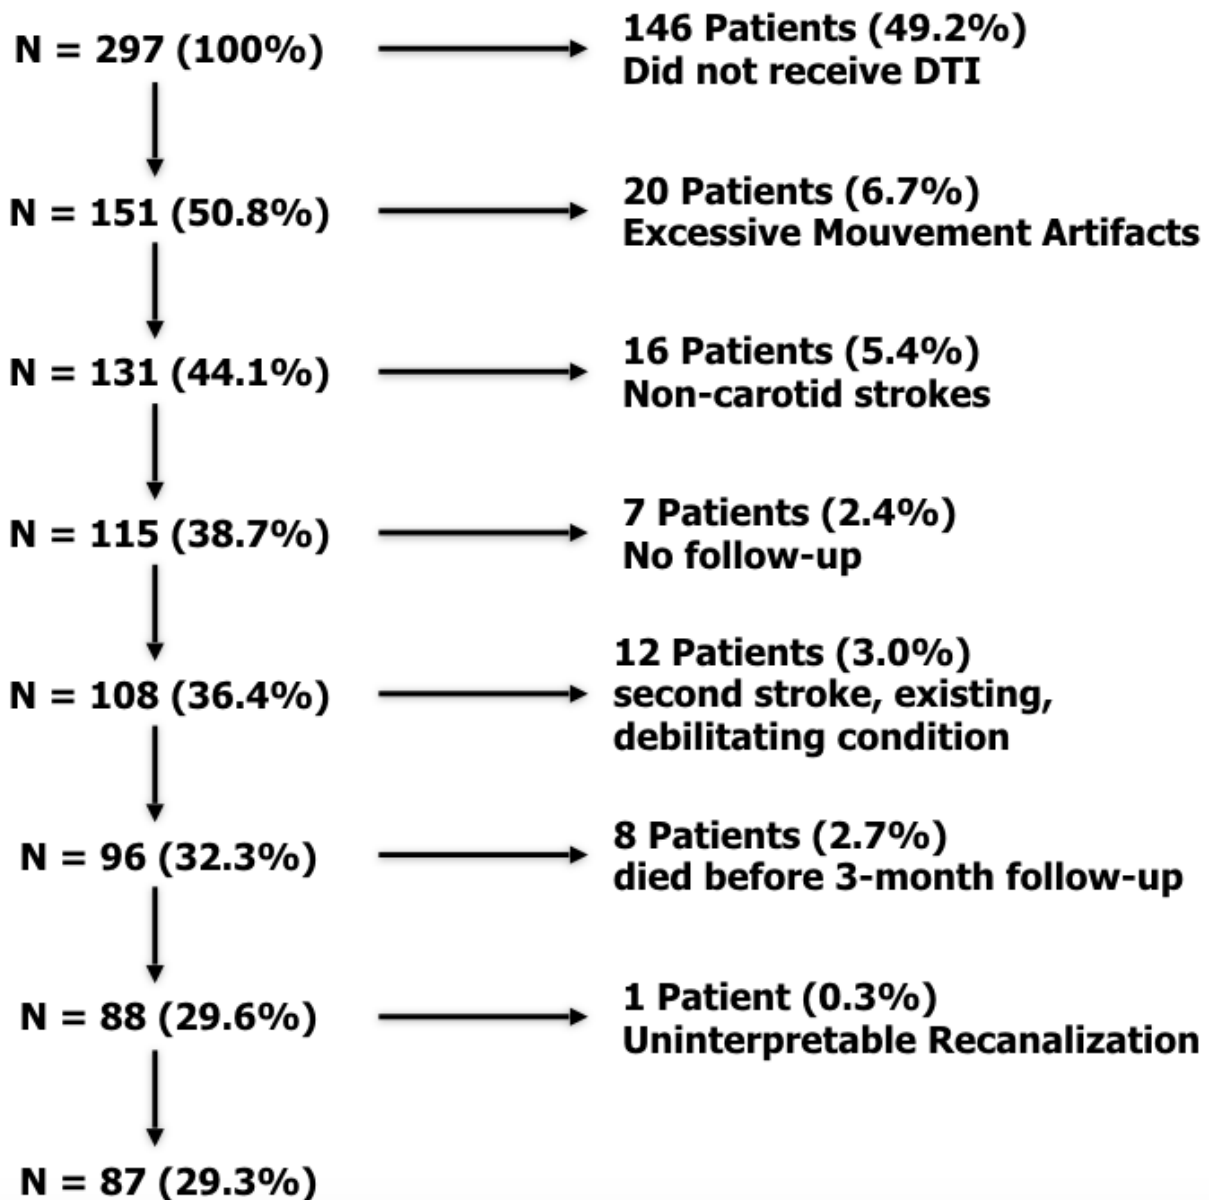 N = 297 (100%)
146 Patients (49.2%)
Did not receive DTI
N = 151 (50.8%)
20 Patients (6.7%)
Excessive Mouvement Artifacts
N = 131 (44.1%)
16 Patients (5.4%)
Non-carotid strokes
N = 115 (38.7%)
7 Patients (2.4%)
No follow-up
N = 108 (36.4%)
12 Patients (3.0%)
second stroke, existing,
debilitating condition
N = 96 (32.3%)
8 Patients (2.7%)
died before 3-month follow-up
N = 88 (29.6%)
1 Patient (0.3%)
Uninterpretable Recanalization
N = 87 (29.3%)